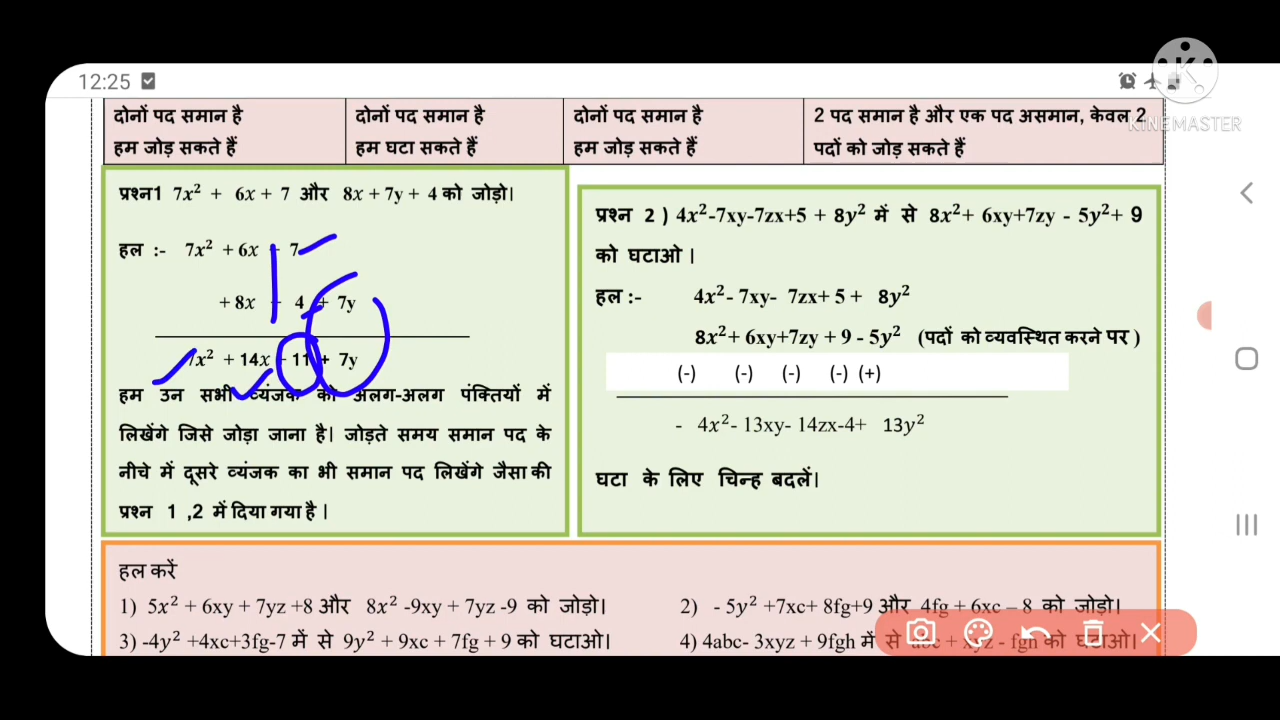 12:25
KINEMASTER
दोनों पद समान है
हम जोड़ सकते हैं
दोनों पद समान है
हम घटा सकते हैं
दोनों पद समान है
हम जोड़ सकते हैं
2 पद समान है और एक पद असमान, केवल 2
पदों को जोड़ सकते हैं
प्रश्न1 7x² + 6x + 7 और 8x + 7y + 4 को जोड़ो।
हल :- 7x² + 6x + 7
+ 8x + 4 + 7y
7x² + 14x + 11 + 7y
हम उन सभी व्यंजक को अलग-अलग पंक्तियों में
लिखेंगे जिसे जोड़ा जाना है। जोड़ते समय समान पद के
नीचे में दूसरे व्यंजक का भी समान पद लिखेंगे जैसा की
प्रश्न 1 ,2 में दिया गया है ।
प्रश्न 2 ) 4x²-7xy-7zx+5 + 8y² में से 8x²+ 6xy+7zy - 5y²+ 9
को घटाओ ।
हल :- 4x²- 7xy- 7zx+ 5 + 8y²
8x²+ 6xy+7zy + 9 - 5y² (पदों को व्यवस्थित करने पर )
(-) (-) (-) (-) (+)
- 4x²- 13xy- 14zx-4+ 13y²
घटा के लिए चिन्ह बदलें।
हल करें
1) 5x² + 6xy + 7yz +8 और 8x² -9xy + 7yz -9 को जोड़ो।
2) - 5y² +7xc+ 8fg+9 और 4fg + 6xc – 8 को जोड़ो।
3) -4y² +4xc+3fg-7 में से 9y² + 9xc + 7fg + 9 को घटाओ।
4) 4abc- 3xyz + 9fgh में से abc + xyz - fgh को घटाओ।